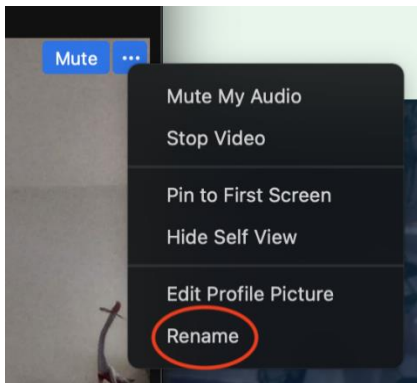 Mute ...
Mute My Audio
Stop Video
Pin to First Screen
Hide Self View
Edit Profile Picture
Rename